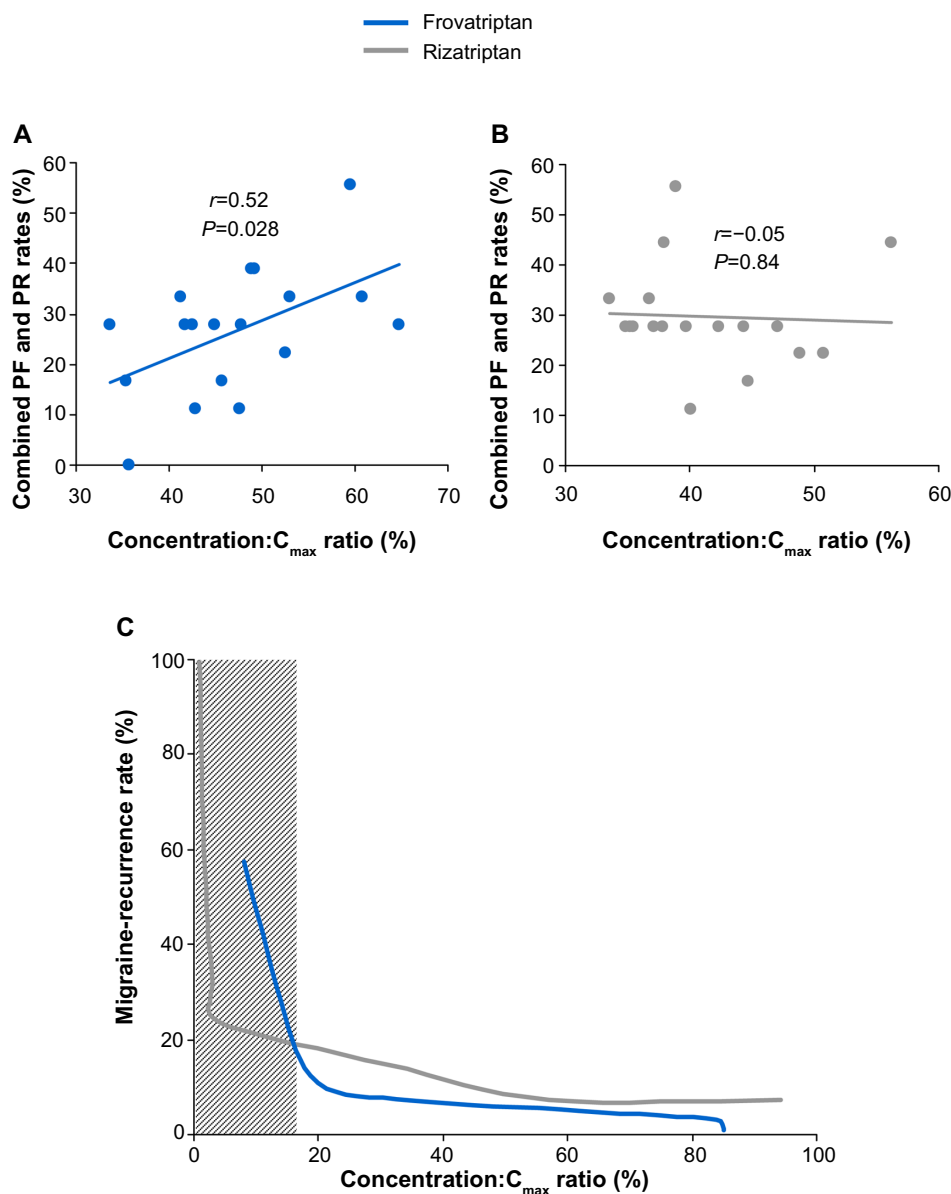 Frovatriptan
Rizatriptan
A
Combined PF and PR rates (%)
60
50
40
30
20
10
0
r=0.52
P=0.028
30 40 50 60 70
Concentration:Cmax ratio (%)
B
Combined PF and PR rates (%)
60
50
40
30
20
10
0
r=−0.05
P=0.84
30 40 50 60
Concentration:Cmax ratio (%)
C
Migraine-recurrence rate (%)
100
80
60
40
20
0
0 20 40 60 80 100
Concentration:Cmax ratio (%)